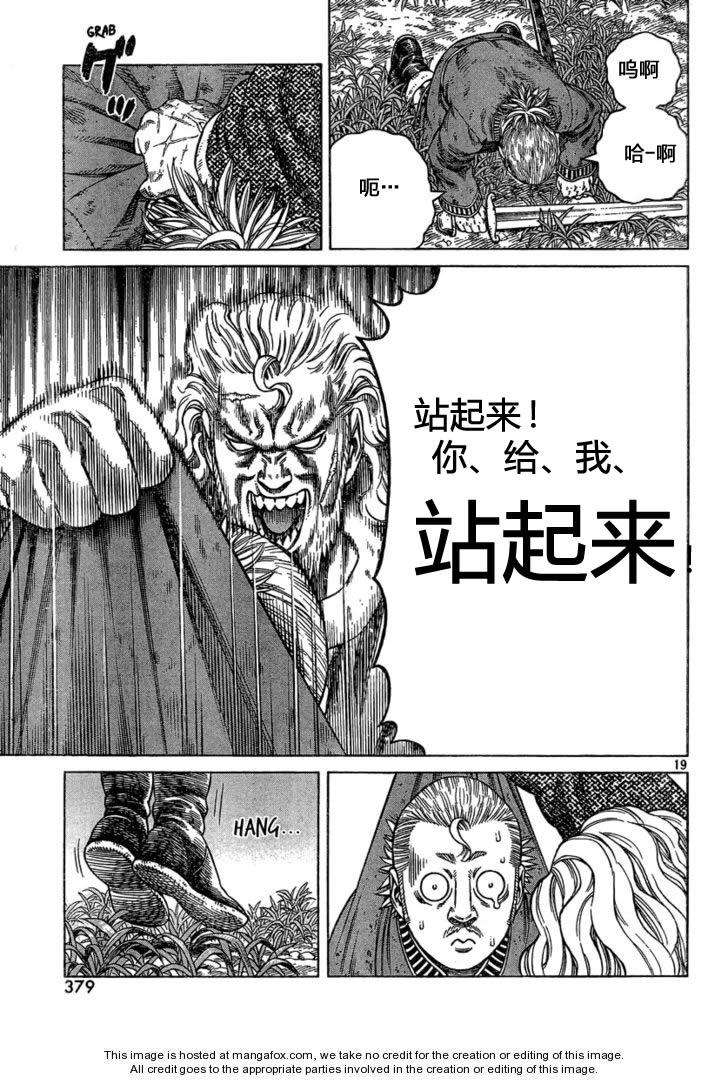 呜啊
哈-啊
呃…
GRAB
グッ
站起来！
你、给、我、
站起来！
19
HANG...
379
This image is hosted at mangafox.com, we take no credit for the creation or editing of this image.
All credit goes to the appropriate parties involved in the creation or editing of this image.